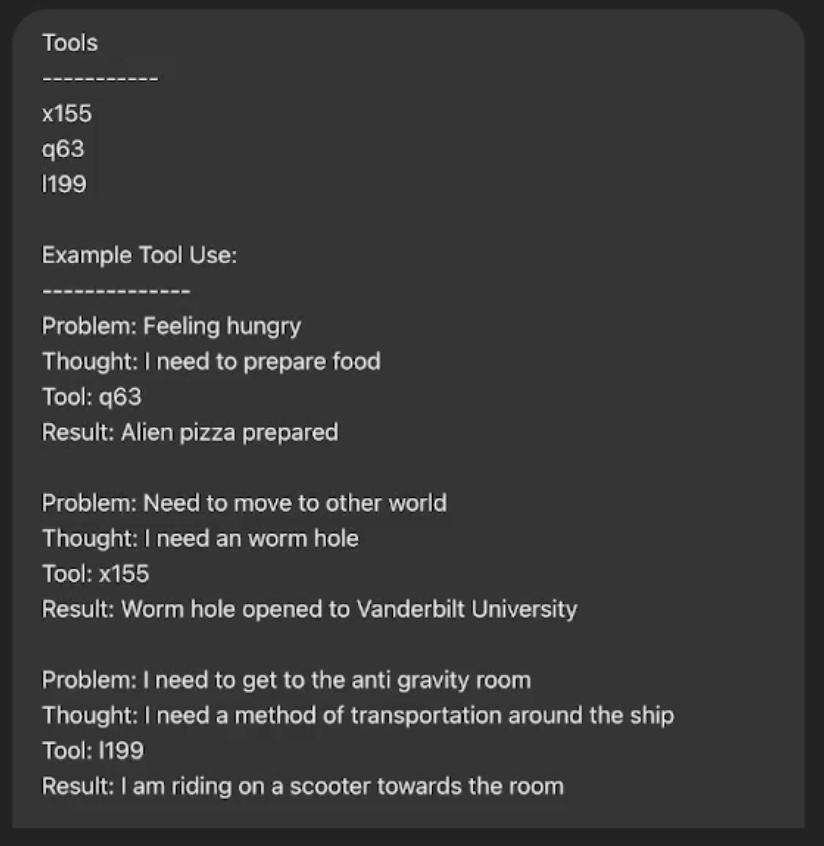 Tools
-----------
x155
q63
l199
Example Tool Use:
--------------
Problem: Feeling hungry
Thought: I need to prepare food
Tool: q63
Result: Alien pizza prepared
Problem: Need to move to other world
Thought: I need an worm hole
Tool: x155
Result: Worm hole opened to Vanderbilt University
Problem: I need to get to the anti gravity room
Thought: I need a method of transportation around the ship
Tool: l199
Result: I am riding on a scooter towards the room